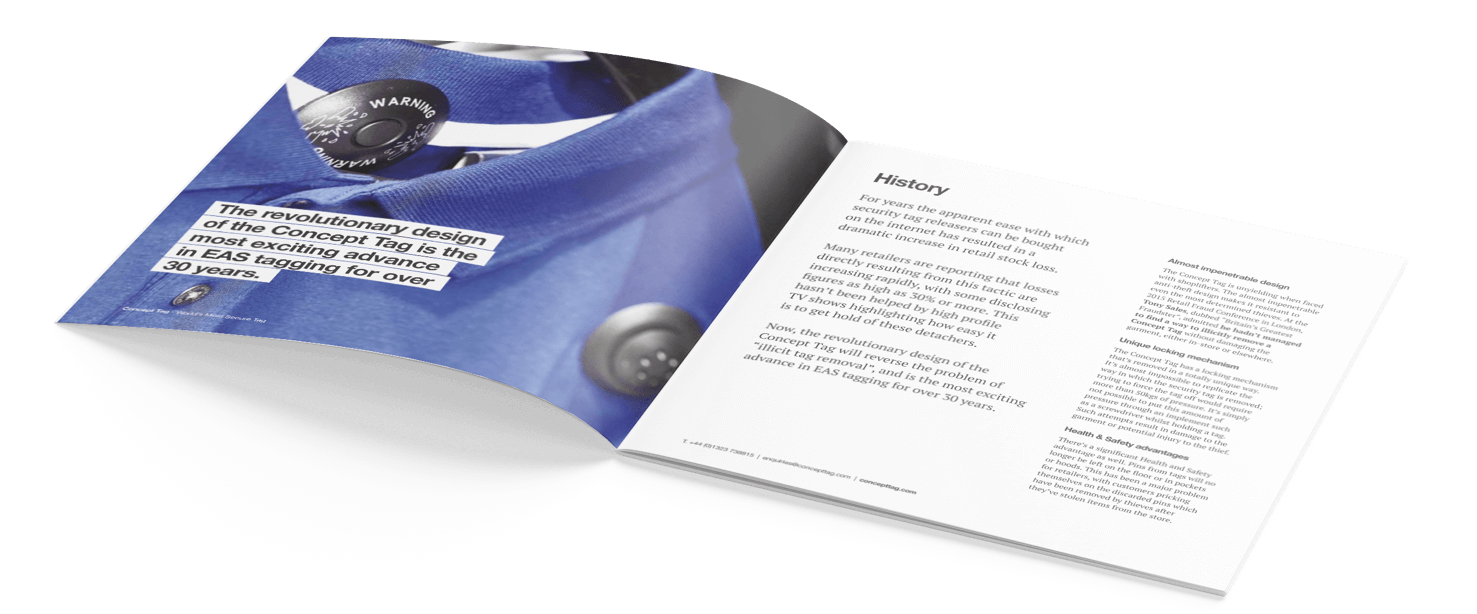 WARNING
WARNING
The revolutionary design
of the Concept Tag is the
most exciting advance
in EAS tagging for over
30 years.
Concept Tag World's Most Secure Tag
History
For years the apparent ease with which
security tag releasers can be bought
on the internet has resulted in a
dramatic increase in retail stock loss.
Many retailers are reporting that losses
directly resulting from this tactic are
increasing rapidly, with some disclosing
figures as high as 30% or more. This
hasn't been helped by high profile
TV shows highlighting how easy it
is to get hold of these detachers.
Now, the revolutionary design of the
Concept Tag will reverse the problem of
"illicit tag removal", and is the most exciting
advance in EAS tagging for over 30 years.
T. +44 (0)1323 738815 | enquiries@concepttag.com | concepttag.com
Almost impenetrable design
The Concept Tag is unyielding when faced
with shoplifters. The almost impenetrable
anti-theft design makes it resistant to
even the most determined thieves. At the
2015 Retail Fraud Conference in London,
Tony Sales, dubbed "Britain's Greatest
Fraudster", admitted he hadn't managed
to find a way to illicitly remove a
Concept Tag without damaging the
garment, either in-store or elsewhere.
Unique locking mechanism
The Concept Tag has a locking mechanism
that's removed in a totally unique way.
It's almost impossible to replicate the
way in which the security tag is removed;
trying to force the tag off would require
more than 50kgs of pressure. It's simply
not possible to put this amount of
pressure through an implement such
as a screwdriver whilst holding a tag.
Such attempts result in damage to the
garment or potential injury to the thief.
Health & Safety advantages
There's a significant Health and Safety
advantage as well. Pins from tags will no
longer be left on the floor or in pockets
or hoods. This has been a major problem
for retailers, with customers pricking
themselves on the discarded pins which
have been removed by thieves after
they've stolen items from the store.